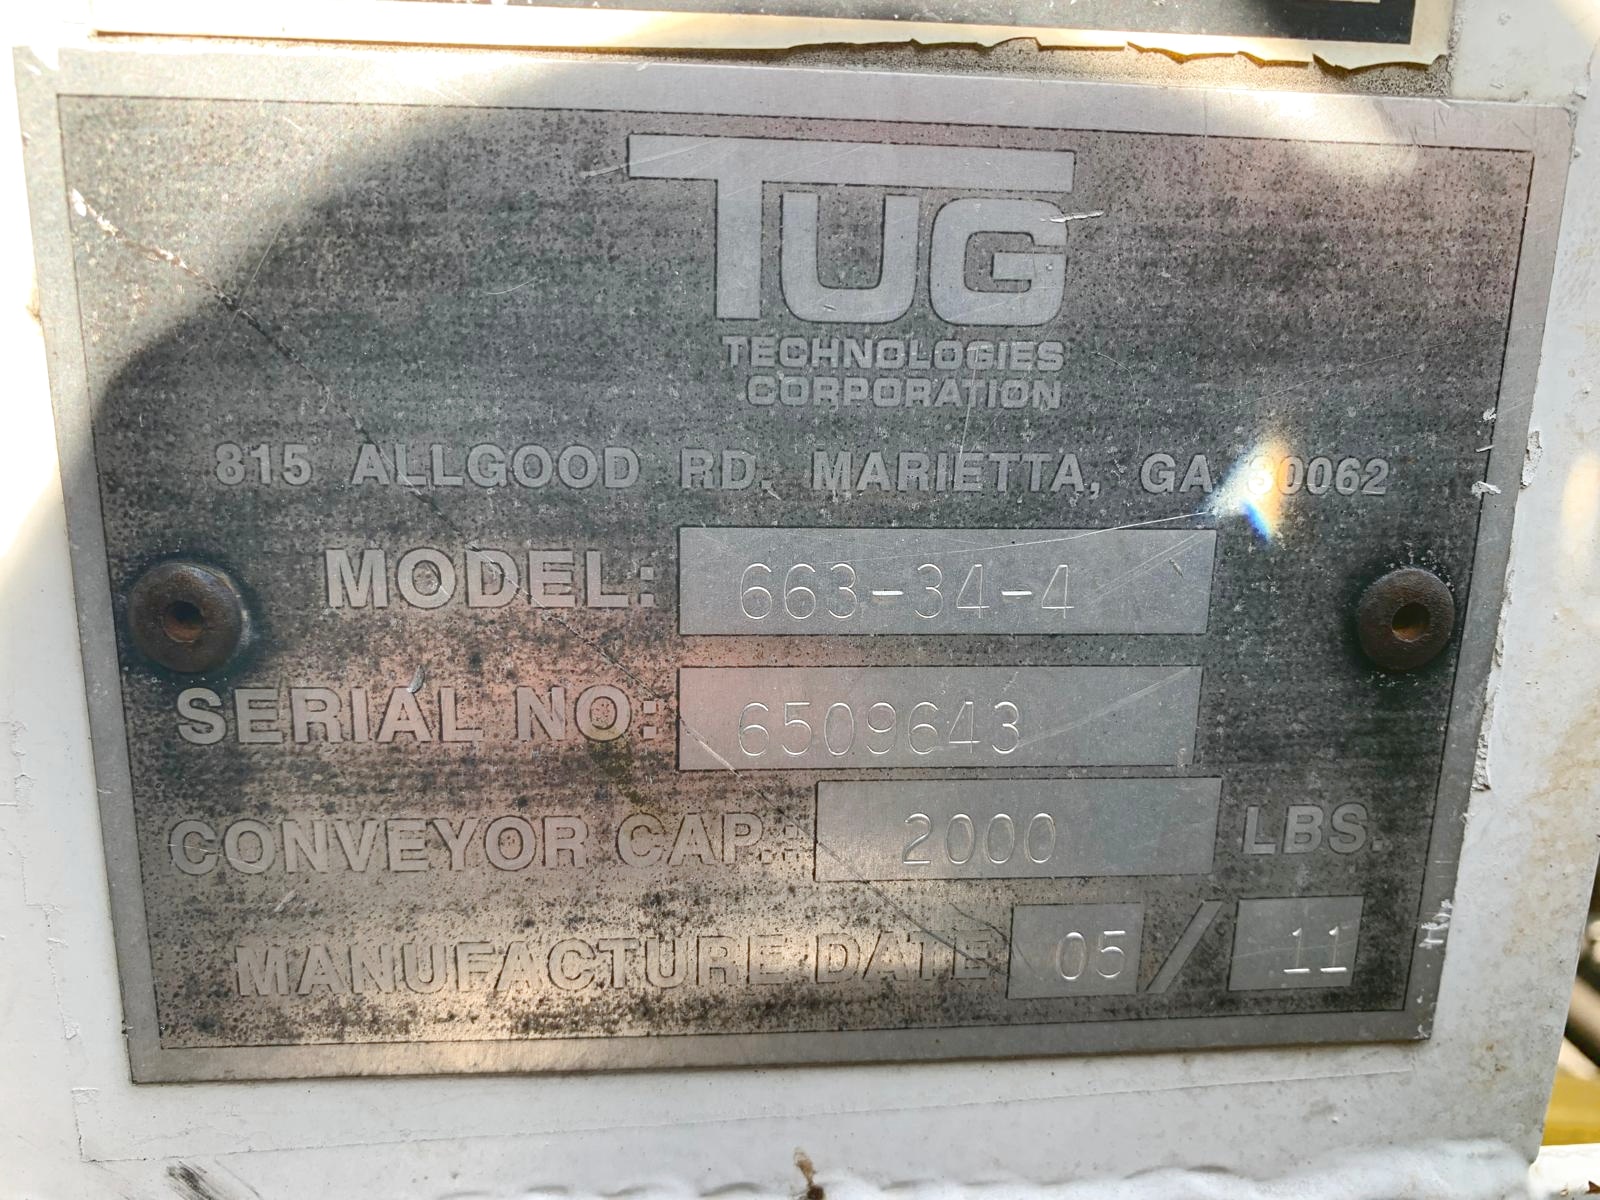 TUG
TECHNOLOGIES
CORPORATION
815 ALLGOOD RD. MARIETTA, GA 30062
MODEL: 663-34-4
SERIAL NO: 6509643
CONVEYOR CAP.: 2000 LBS.
MANUFACTURE DATE 05 / 11